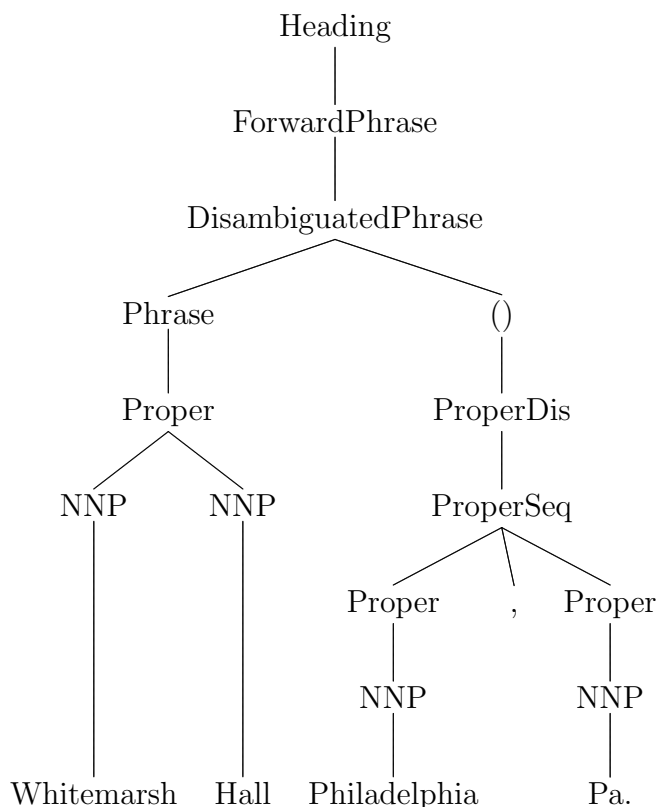 Heading
ForwardPhrase
DisambiguatedPhrase
Phrase ()
Proper ProperDis
NNP NNP ProperSeq
Proper , Proper
NNP NNP
Whitemarsh Hall Philadelphia Pa.